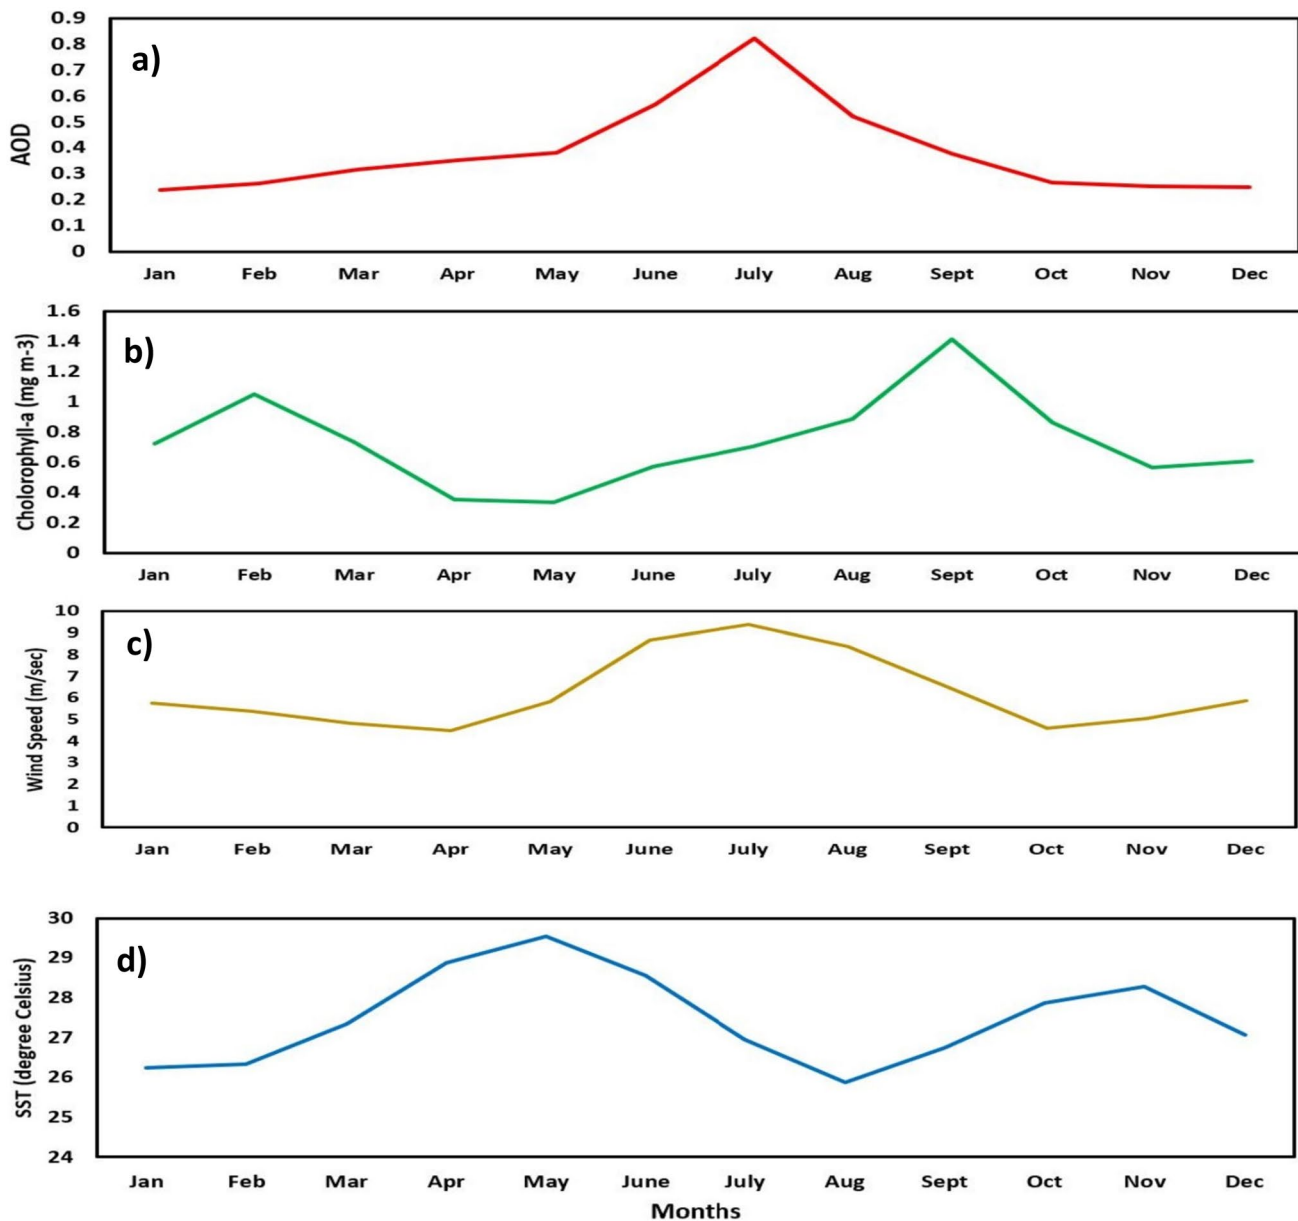 0.9
0.8
0.7
0.6
0.5
0.4
0.3
0.2
0.1
0
AOD
a)
Jan Feb Mar Apr May June July Aug Sept Oct Nov Dec
1.6
1.4
1.2
1
0.8
0.6
0.4
0.2
0
Cholorophyll-a (mg m-3)
b)
Jan Feb Mar Apr May June July Aug Sept Oct Nov Dec
10
9
8
7
6
5
4
3
2
1
0
Wind Speed (m/sec)
c)
Jan Feb Mar Apr May June July Aug Sept Oct Nov Dec
30
29
28
27
26
25
24
SST (degree Celsius)
d)
Jan Feb Mar Apr May June July Aug Sept Oct Nov Dec
Months